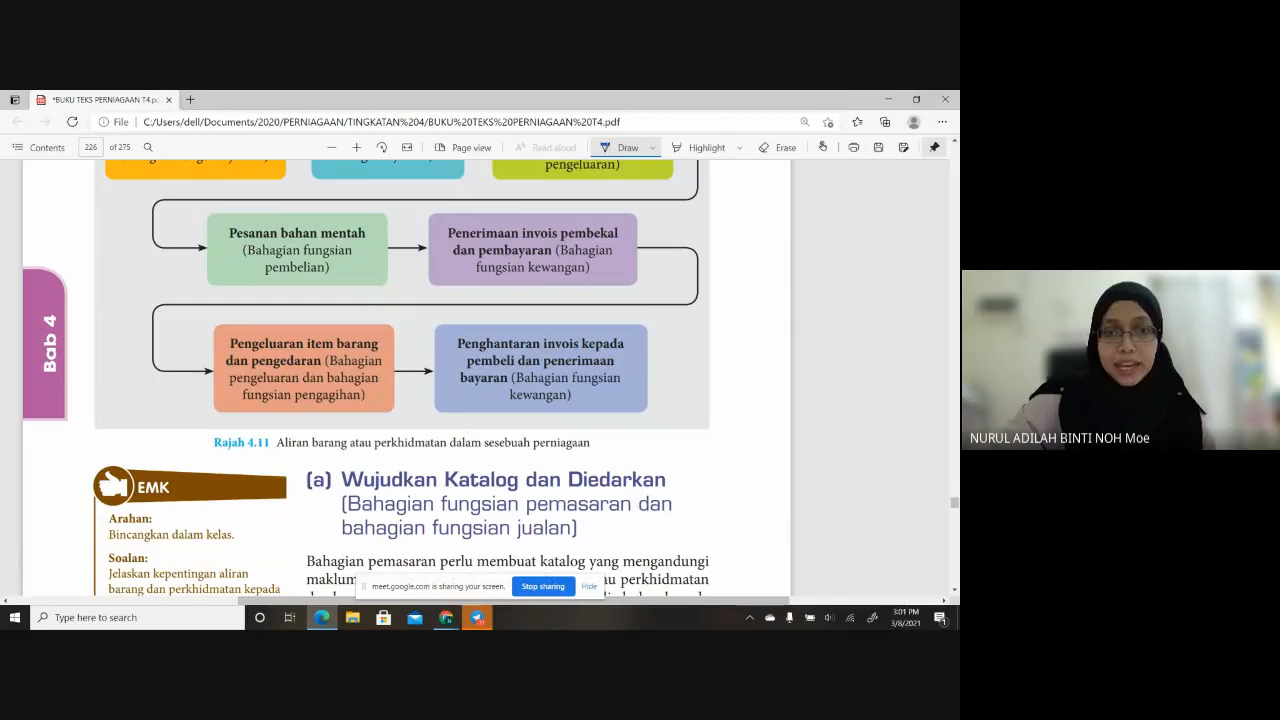 *BUKU TEKS PERNIAGAAN T4.pd
File
C:/Users/dell/Documents/2020/PERNIAGAAN/TINGKATAN%204/BUKU%20TEKS%20PERNIAGAAN%20T4.pdf
Contents 226 of 275 Page view Read aloud Draw Highlight Erase
pengeluaran)
Pesanan bahan mentah
(Bahagian fungsian
pembelian)
Penerimaan invois pembekal
dan pembayaran (Bahagian
fungsian kewangan)
Bab 4
Pengeluaran item barang
dan pengedaran (Bahagian
pengeluaran dan bahagian
fungsian pengagihan)
Penghantaran invois kepada
pembeli dan penerimaan
bayaran (Bahagian fungsian
kewangan)
Rajah 4.11 Aliran barang atau perkhidmatan dalam sesebuah perniagaan
EMK
Arahan:
Bincangkan dalam kelas.
Soalan:
Jelaskan kepentingan aliran
barang dan perkhidmatan kepada
(a) Wujudkan Katalog dan Diedarkan
(Bahagian fungsian pemasaran dan
bahagian fungsian jualan)
Bahagian pemasaran perlu membuat katalog yang mengandungi
maklum
au perkhidmatan
meet.google.com is sharing your screen. Stop sharing Hide
Type here to search
3:01 PM
3/8/2021
NURUL ADILAH BINTI NOH Moe